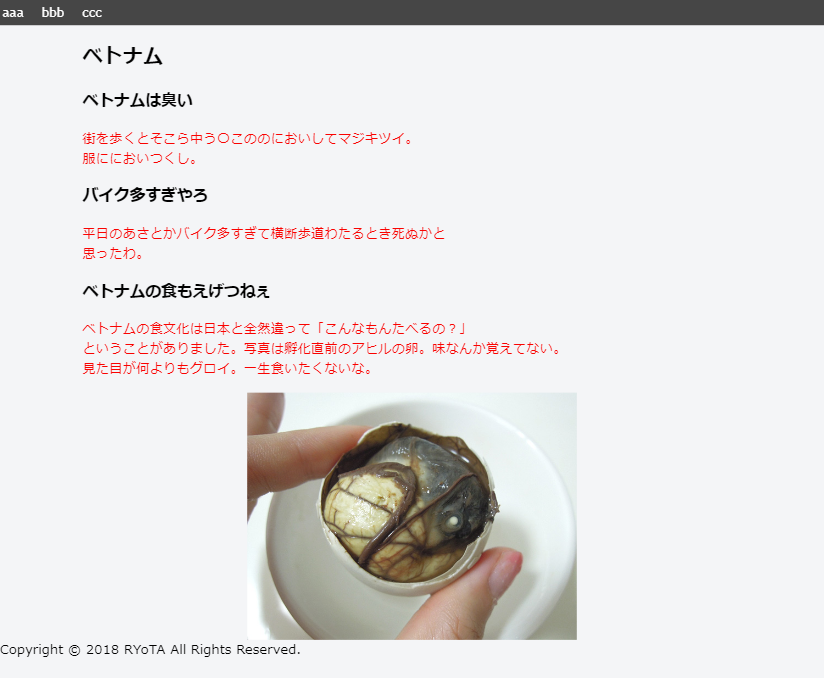 aaa bbb ccc
ベトナム
ベトナムは臭い
街を歩くとそこら中う〇こののにおいしてマジキツイ。
服ににおいつくし。
バイク多すぎやろ
平日のあさとかバイク多すぎて横断歩道わたるとき死ぬかと
思ったわ。
ベトナムの食もえげつねぇ
ベトナムの食文化は日本と全然違って「こんなもんたべるの？」
ということがありました。写真は孵化直前のアヒルの卵。味なんか覚えてない。
見た目が何よりもグロイ。一生食いたくないな。
Copyright © 2018 RYoTA All Rights Reserved.